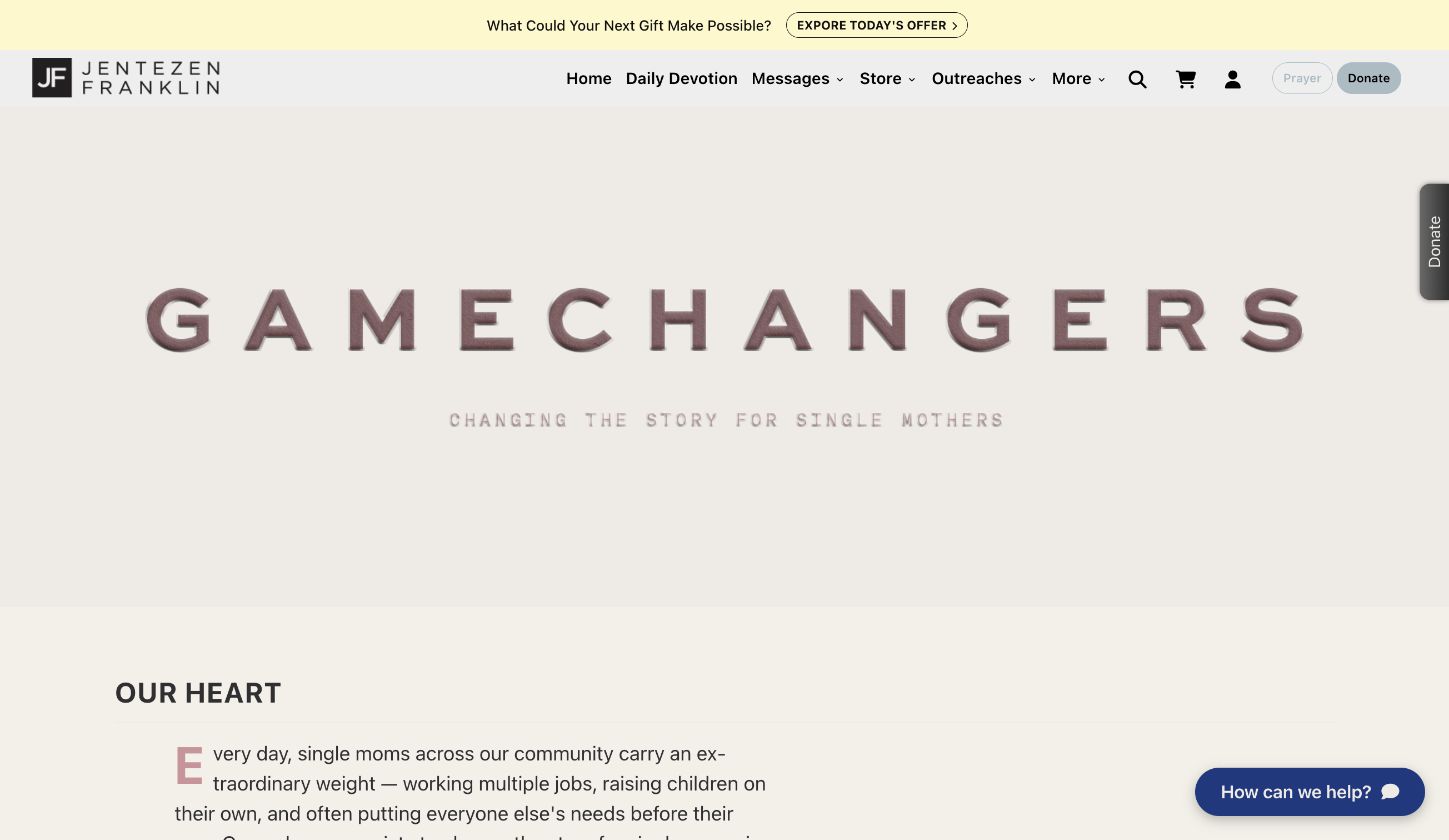 What Could Your Next Gift Make Possible? EXPORE TODAY'S OFFER >
JF JENTEZEN
FRANKLIN
Home Daily Devotion Messages Store Outreaches More Prayer Donate
Donate
GAMECHANGERS
CHANGING THE STORY FOR SINGLE MOTHERS
OUR HEART
Every day, single moms across our community carry an ex-
traordinary weight — working multiple jobs, raising children on
their own, and often putting everyone else's needs before their
How can we help?